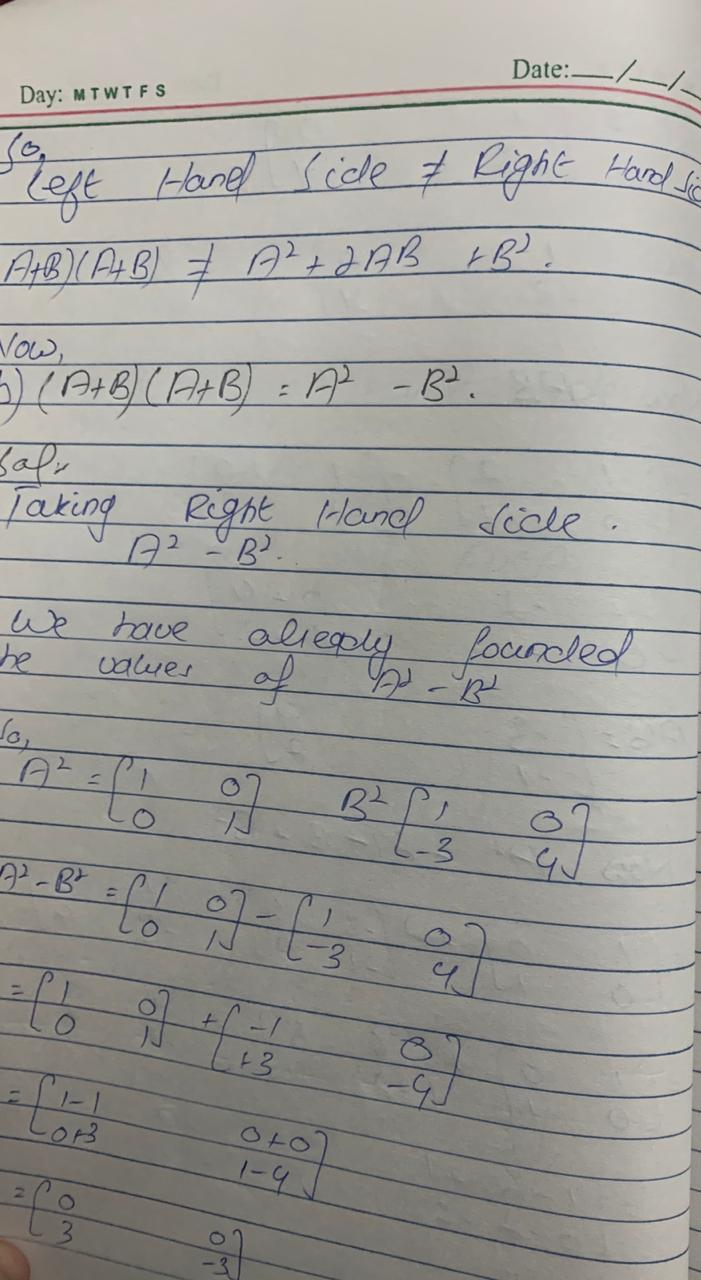 Date:__/__/_
Day: M T W T F S
So,
Left Hand Side ≠ Right Hand Si
A+B)(A+B) ≠ A² + 2AB + B².
Now,
b) (A+B)(A+B) = A² - B².
Sol,
Taking Right Hand Side.
A² - B².
We have already founded
he values of A² - B²
So,
A² = [1 0 B² [1 0
0 1] -3 4]
A² - B² = [1 0 - [1 0
0 1] -3 4]
= [1 0 + [-1 0
0 1] +3 -4]
= [1-1 0+0
0+3 1-4]
= [0 0
3 -3]